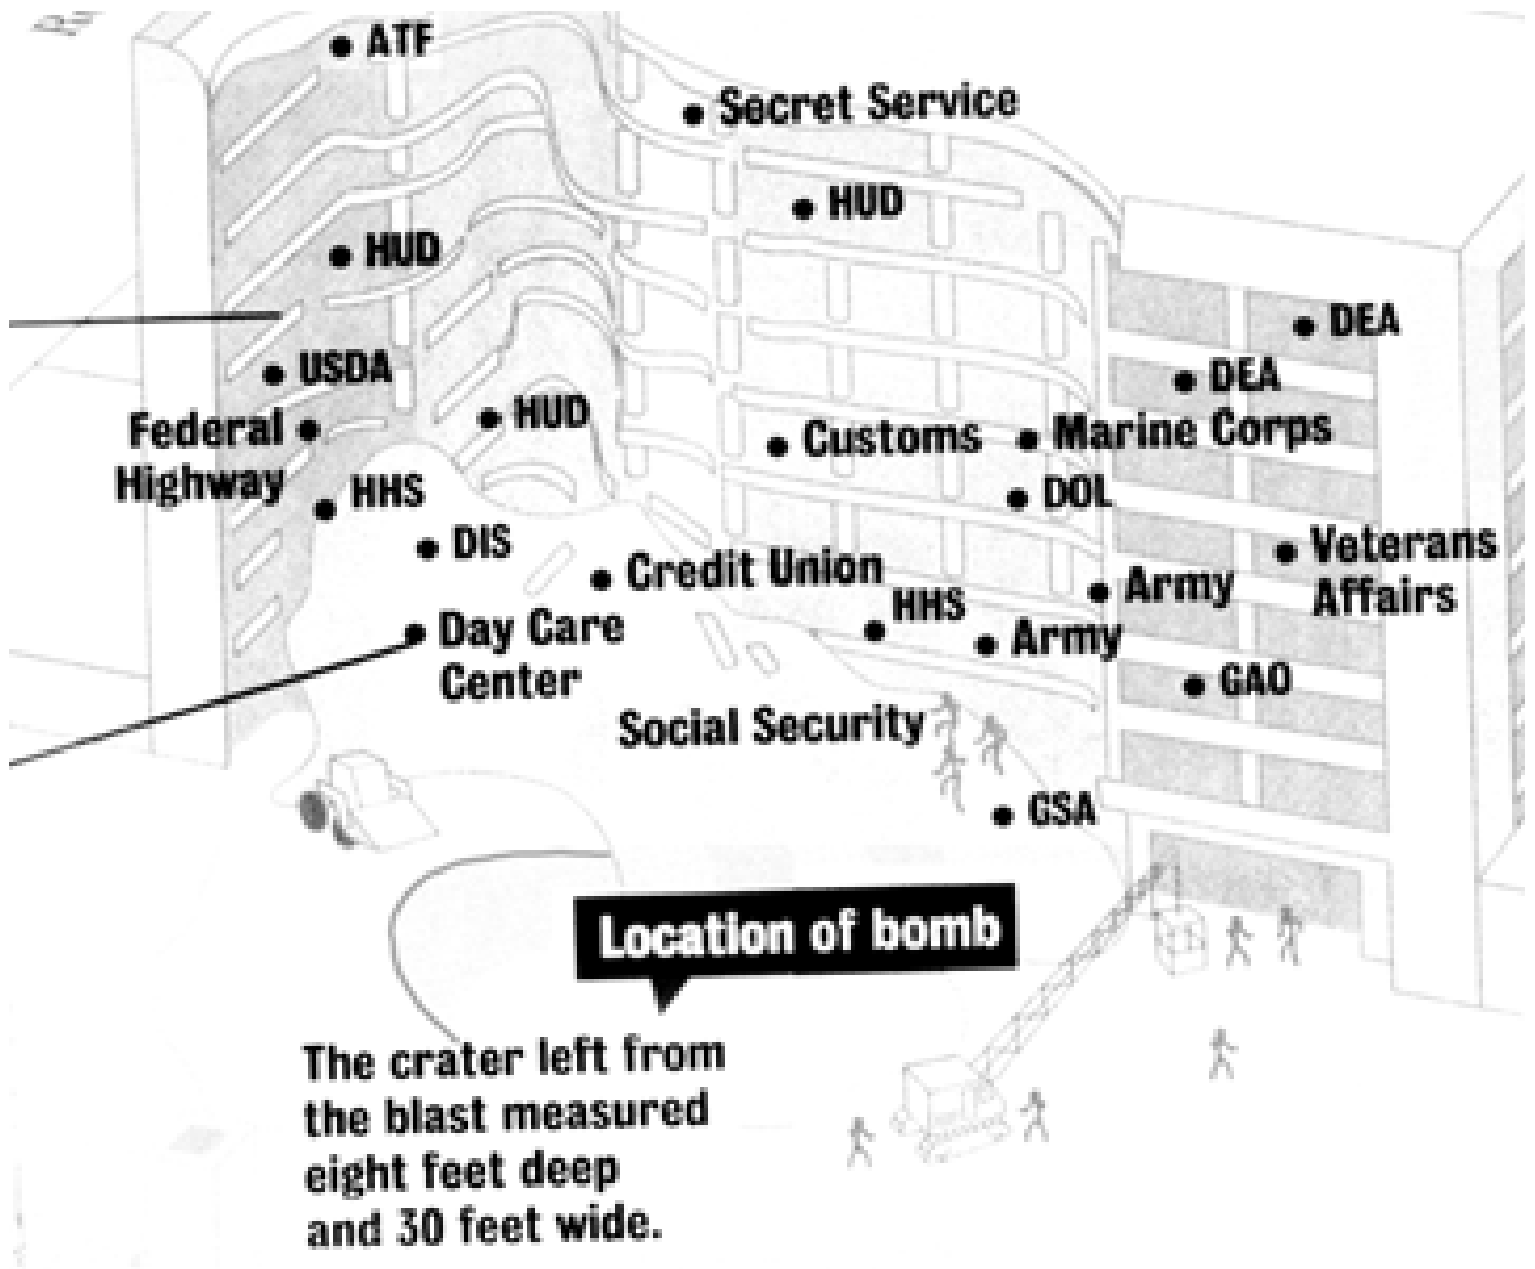 ATF
Secret Service
HUD
HUD
DEA
USDA
DEA
HUD
Federal
Highway
Customs
Marine Corps
HHS
DOL
DIS
Veterans
Affairs
Credit Union
Army
HHS
Day Care
Center
Army
GAO
Social Security
GSA
Location of bomb
The crater left from
the blast measured
eight feet deep
and 30 feet wide.